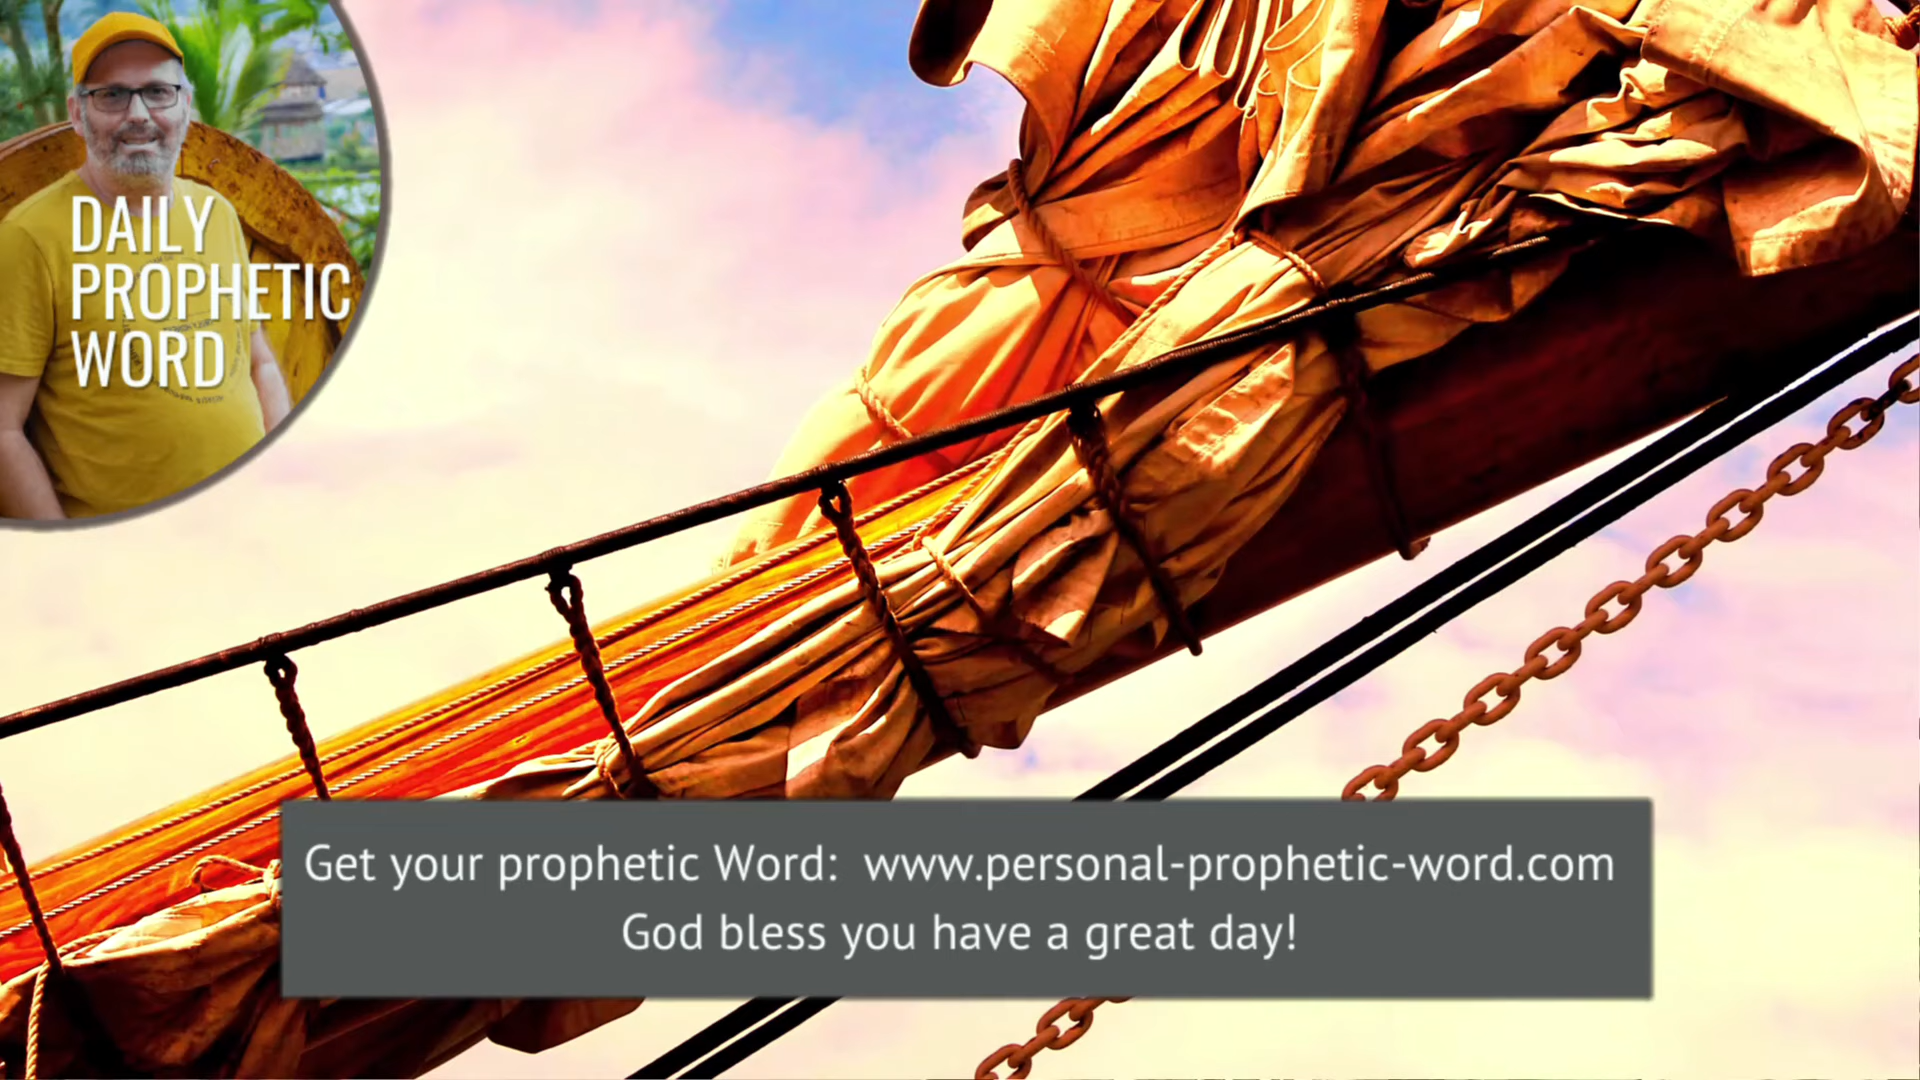 DAILY
PROPHETIC
WORD
Get your prophetic Word:  www.personal-prophetic-word.com
God bless you have a great day!